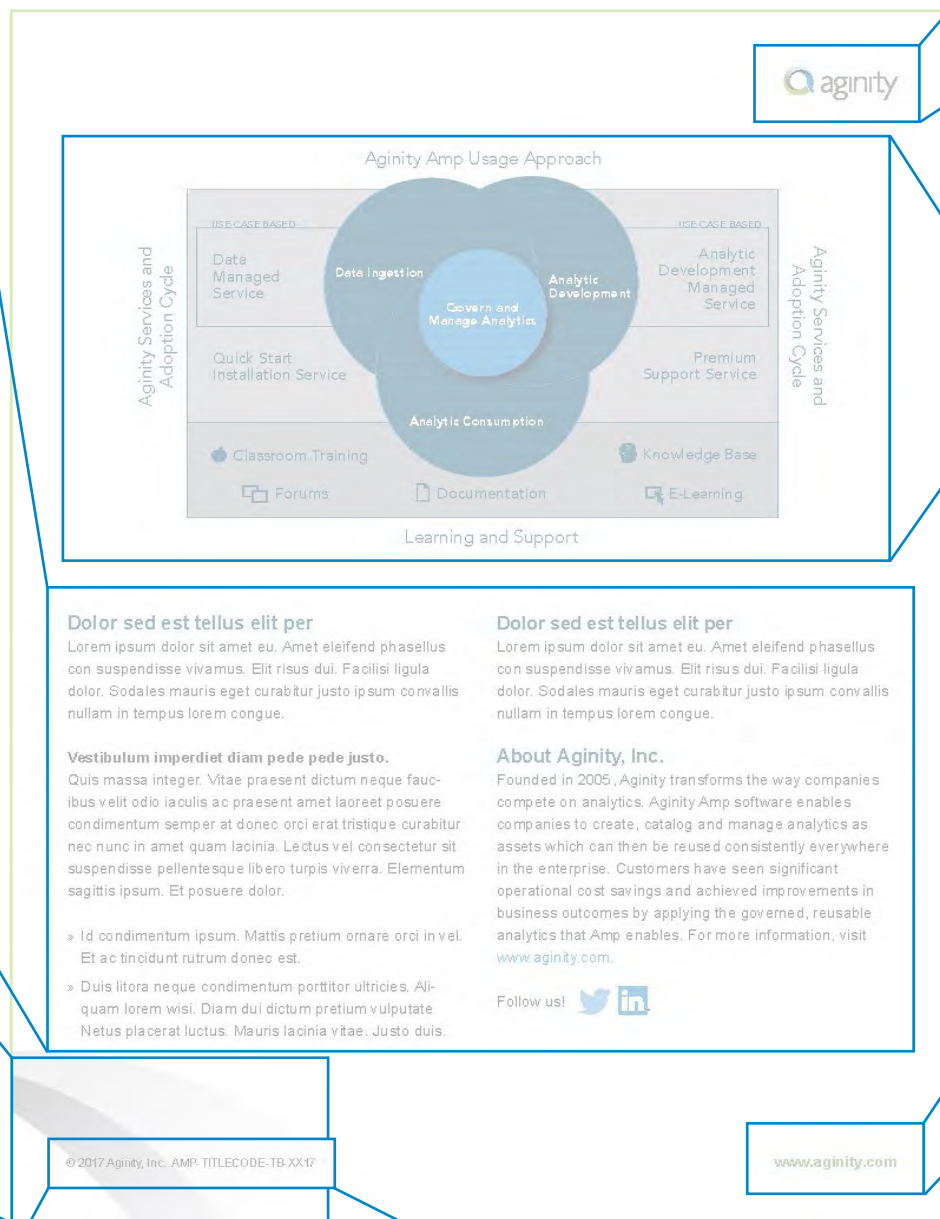 aginity
Aginity Amp Usage Approach
Aginity Services and
Adoption Cycle
USE CASE BASED
Data
Managed
Service
Quick Start
Installation Service
Data Ingestion
Govern and
Manage Analytics
Analytic
Development
Analytic Consumption
USE CASE BASED
Analytic
Development
Managed
Service
Premium
Support Service
Aginity Services and
Adoption Cycle
Classroom Training
Knowledge Base
Forums
Documentation
E-Learning
Learning and Support
Dolor sed est tellus elit per
Lorem ipsum dolor sit amet eu. Amet eleifend phasellus
con suspendisse vivamus. Elit risus dui. Facilisi ligula
dolor. Sodales mauris eget curabitur justo ipsum convallis
nullam in tempus lorem congue.
Vestibulum imperdiet diam pede pede justo.
Quis massa integer. Vitae praesent dictum neque fauc-
ibus velit odio iaculis ac praesent amet laoreet posuere
condimentum semper at donec orci erat tristique curabitur
nec nunc in amet quam lacinia. Lectus vel consectetur sit
suspendisse pellentesque libero turpis viverra. Elementum
sagittis ipsum. Et posuere dolor.
» Id condimentum ipsum. Mattis pretium ornare orci in vel.
Et ac tincidunt rutrum donec est.
» Duis litora neque condimentum porttitor ultricies. Ali-
quam lorem wisi. Diam dui dictum pretium vulputate
Netus placerat luctus. Mauris lacinia vitae. Justo duis.
Dolor sed est tellus elit per
Lorem ipsum dolor sit amet eu. Amet eleifend phasellus
con suspendisse vivamus. Elit risus dui. Facilisi ligula
dolor. Sodales mauris eget curabitur justo ipsum convallis
nullam in tempus lorem congue.
About Aginity, Inc.
Founded in 2005, Aginity transforms the way companies
compete on analytics. Aginity Amp software enables
companies to create, catalog and manage analytics as
assets which can then be reused consistently everywhere
in the enterprise. Customers have seen significant
operational cost savings and achieved improvements in
business outcomes by applying the governed, reusable
analytics that Amp enables. For more information, visit
www.aginity.com.
Follow us!
in
© 2017 Aginity, Inc. AMP-TITLECODE-TB-XX17
www.aginity.com